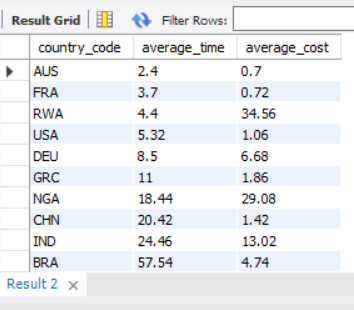 Result Grid Filter Rows:
country_code average_time average_cost
AUS 2.4 0.7
FRA 3.7 0.72
RWA 4.4 34.56
USA 5.32 1.06
DEU 8.5 6.68
GRC 11 1.86
NGA 18.44 29.08
CHN 20.42 1.42
IND 24.46 13.02
BRA 57.54 4.74
Result 2 ×